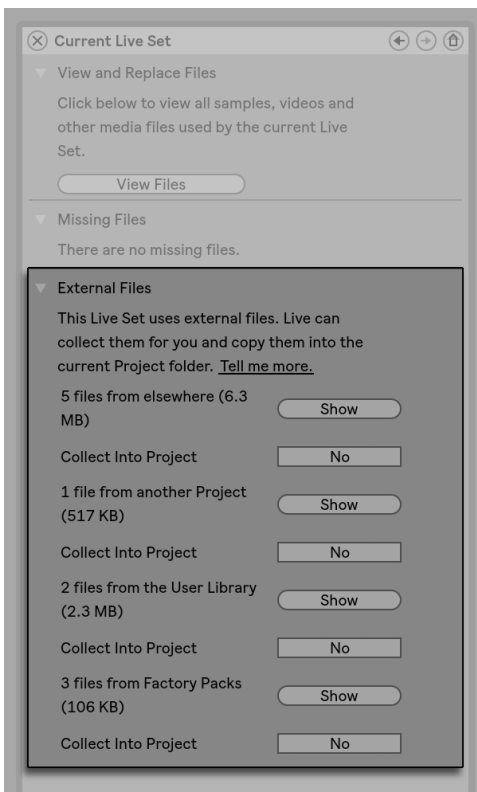 Current Live Set
View and Replace Files
Click below to view all samples, videos and
other media files used by the current Live
Set.
View Files
Missing Files
There are no missing files.
External Files
This Live Set uses external files. Live can
collect them for you and copy them into the
current Project folder. Tell me more.
5 files from elsewhere (6.3
MB)
Show
Collect Into Project
No
1 file from another Project
(517 KB)
Show
Collect Into Project
No
2 files from the User Library
(2.3 MB)
Show
Collect Into Project
No
3 files from Factory Packs
(106 KB)
Show
Collect Into Project
No